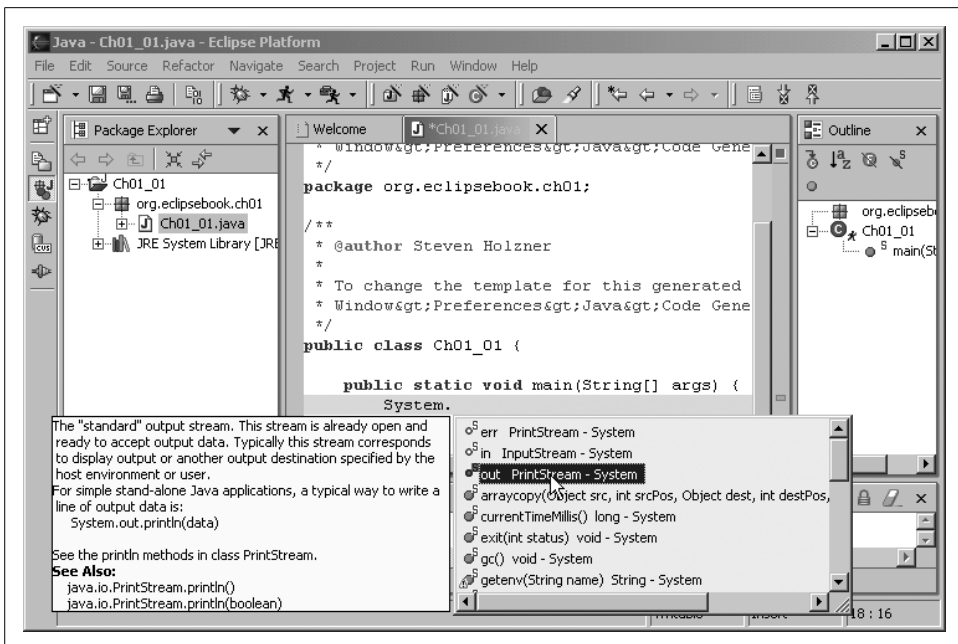 Java - Ch01_01.java - Eclipse Platform
File Edit Source Refactor Navigate Search Project Run Window Help
Package Explorer
Ch01_01
org.eclipsebook.ch01
Ch01_01.java
JRE System Library [JRE
Welcome
*Ch01_01.java
* Window&gt;Preferences&gt;Java&gt;Code Gene
*/
package org.eclipsebook.ch01;
/**
* @author Steven Holzner
*
* To change the template for this generated
* Window&gt;Preferences&gt;Java&gt;Code Gene
*/
public class Ch01_01 {
public static void main(String[] args) {
System.
Outline
org.eclipseb
Ch01_01
main(St
The "standard" output stream. This stream is already open and
ready to accept output data. Typically this stream corresponds
to display output or another output destination specified by the
host environment or user.
For simple stand-alone Java applications, a typical way to write a
line of output data is:
System.out.println(data)
See the println methods in class PrintStream.
See Also:
java.io.PrintStream.println()
java.io.PrintStream.println(boolean)
err PrintStream - System
in InputStream - System
out PrintStream - System
arraycopy(Object src, int srcPos, Object dest, int destPos,
currentTimeMillis() long - System
exit(int status) void - System
gc() void - System
getenv(String name) String - System
18 : 16